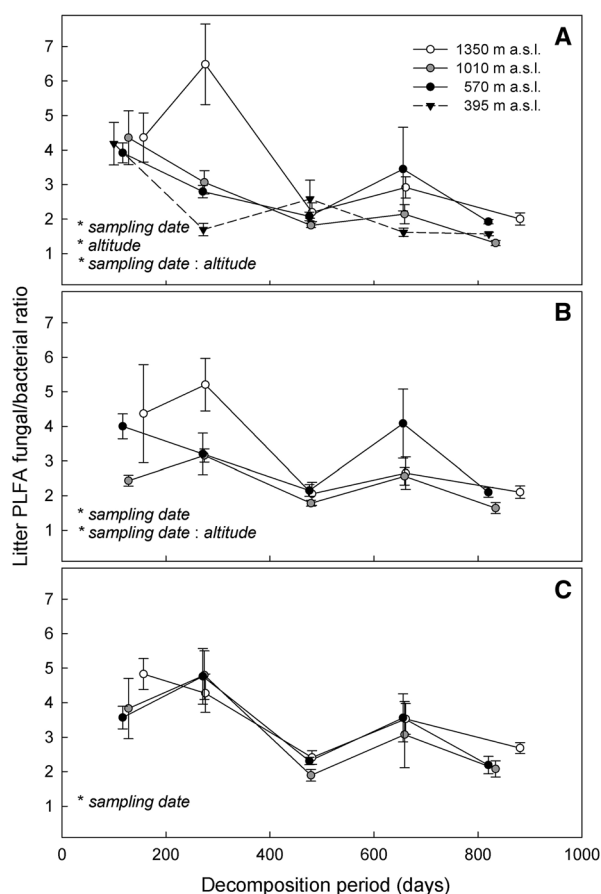 A
7
6
5
4
3
2
1
1350 m a.s.l.
1010 m a.s.l.
570 m a.s.l.
395 m a.s.l.
* sampling date
* altitude
* sampling date : altitude
B
7
6
5
4
3
2
1
* sampling date
* sampling date : altitude
C
7
6
5
4
3
2
1
* sampling date
Litter PLFA fungal/bacterial ratio
0 200 400 600 800 1000
Decomposition period (days)